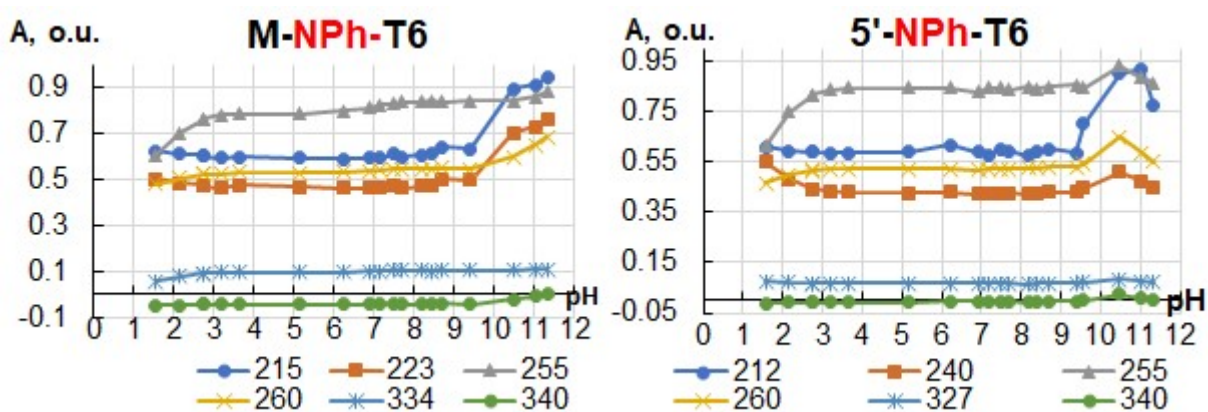 A, o.u.
M-NPh-T6
0.9
0.7
0.5
0.3
0.1
-0.1
0 1 2 3 4 5 6 7 8 9 10 11 12
pH
215 223 255
260 334 340
A, o.u.
5'-NPh-T6
0.95
0.75
0.55
0.35
0.15
-0.05
0 1 2 3 4 5 6 7 8 9 10 11 12
pH
212 240 255
260 327 340